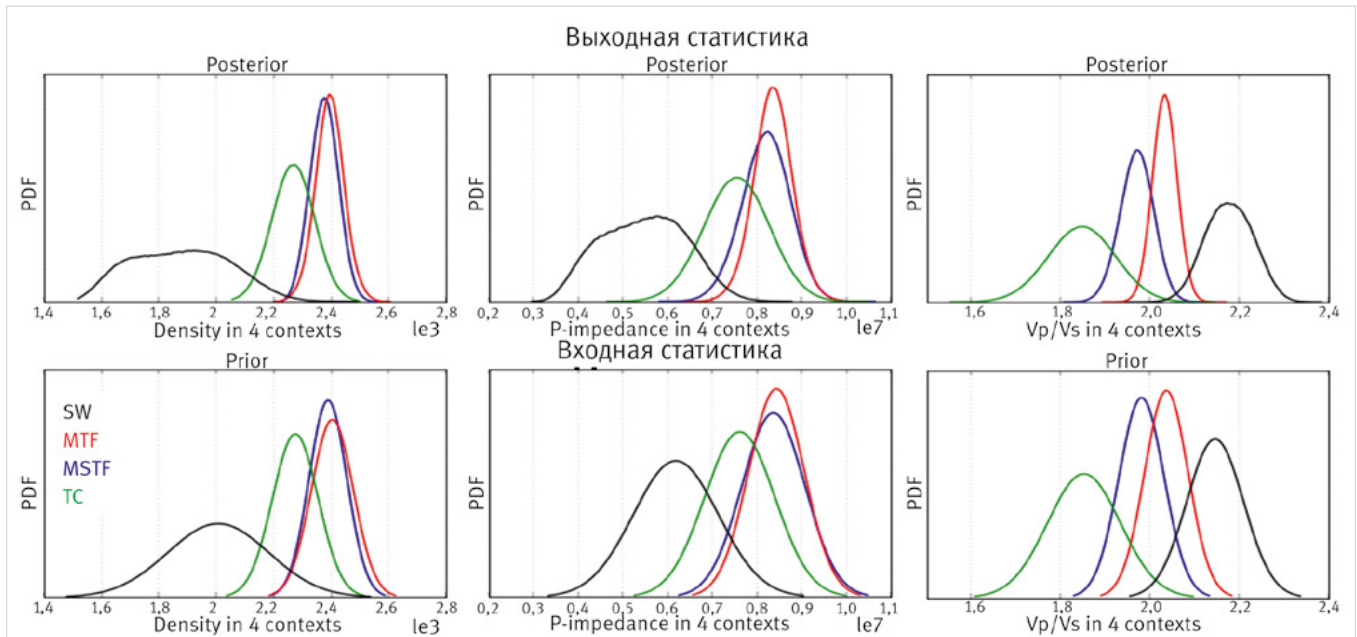 Выходная статистика
Posterior Posterior Posterior
PDF PDF PDF
1,4 1,6 1,8 2 2,2 2,4 2,6 2,8 0,2 0,3 0,4 0,5 0,6 0,7 0,8 0,9 1,0 1,1 1,6 1,8 2,0 2,2 2,4
Density in 4 contexts le3 P-impedance in 4 contexts le7 Vp/Vs in 4 contexts
Входная статистика
Prior Posterior Posterior
SW
MTF
MSTF
TC
PDF PDF PDF
1,4 1,6 1,8 2 2,2 2,4 2,6 2,8 0,2 0,3 0,4 0,5 0,6 0,7 0,8 0,9 1,0 1,1 1,6 1,8 2,0 2,2 2,4
Density in 4 contexts le3 P-impedance in 4 contexts le7 Vp/Vs in 4 contexts